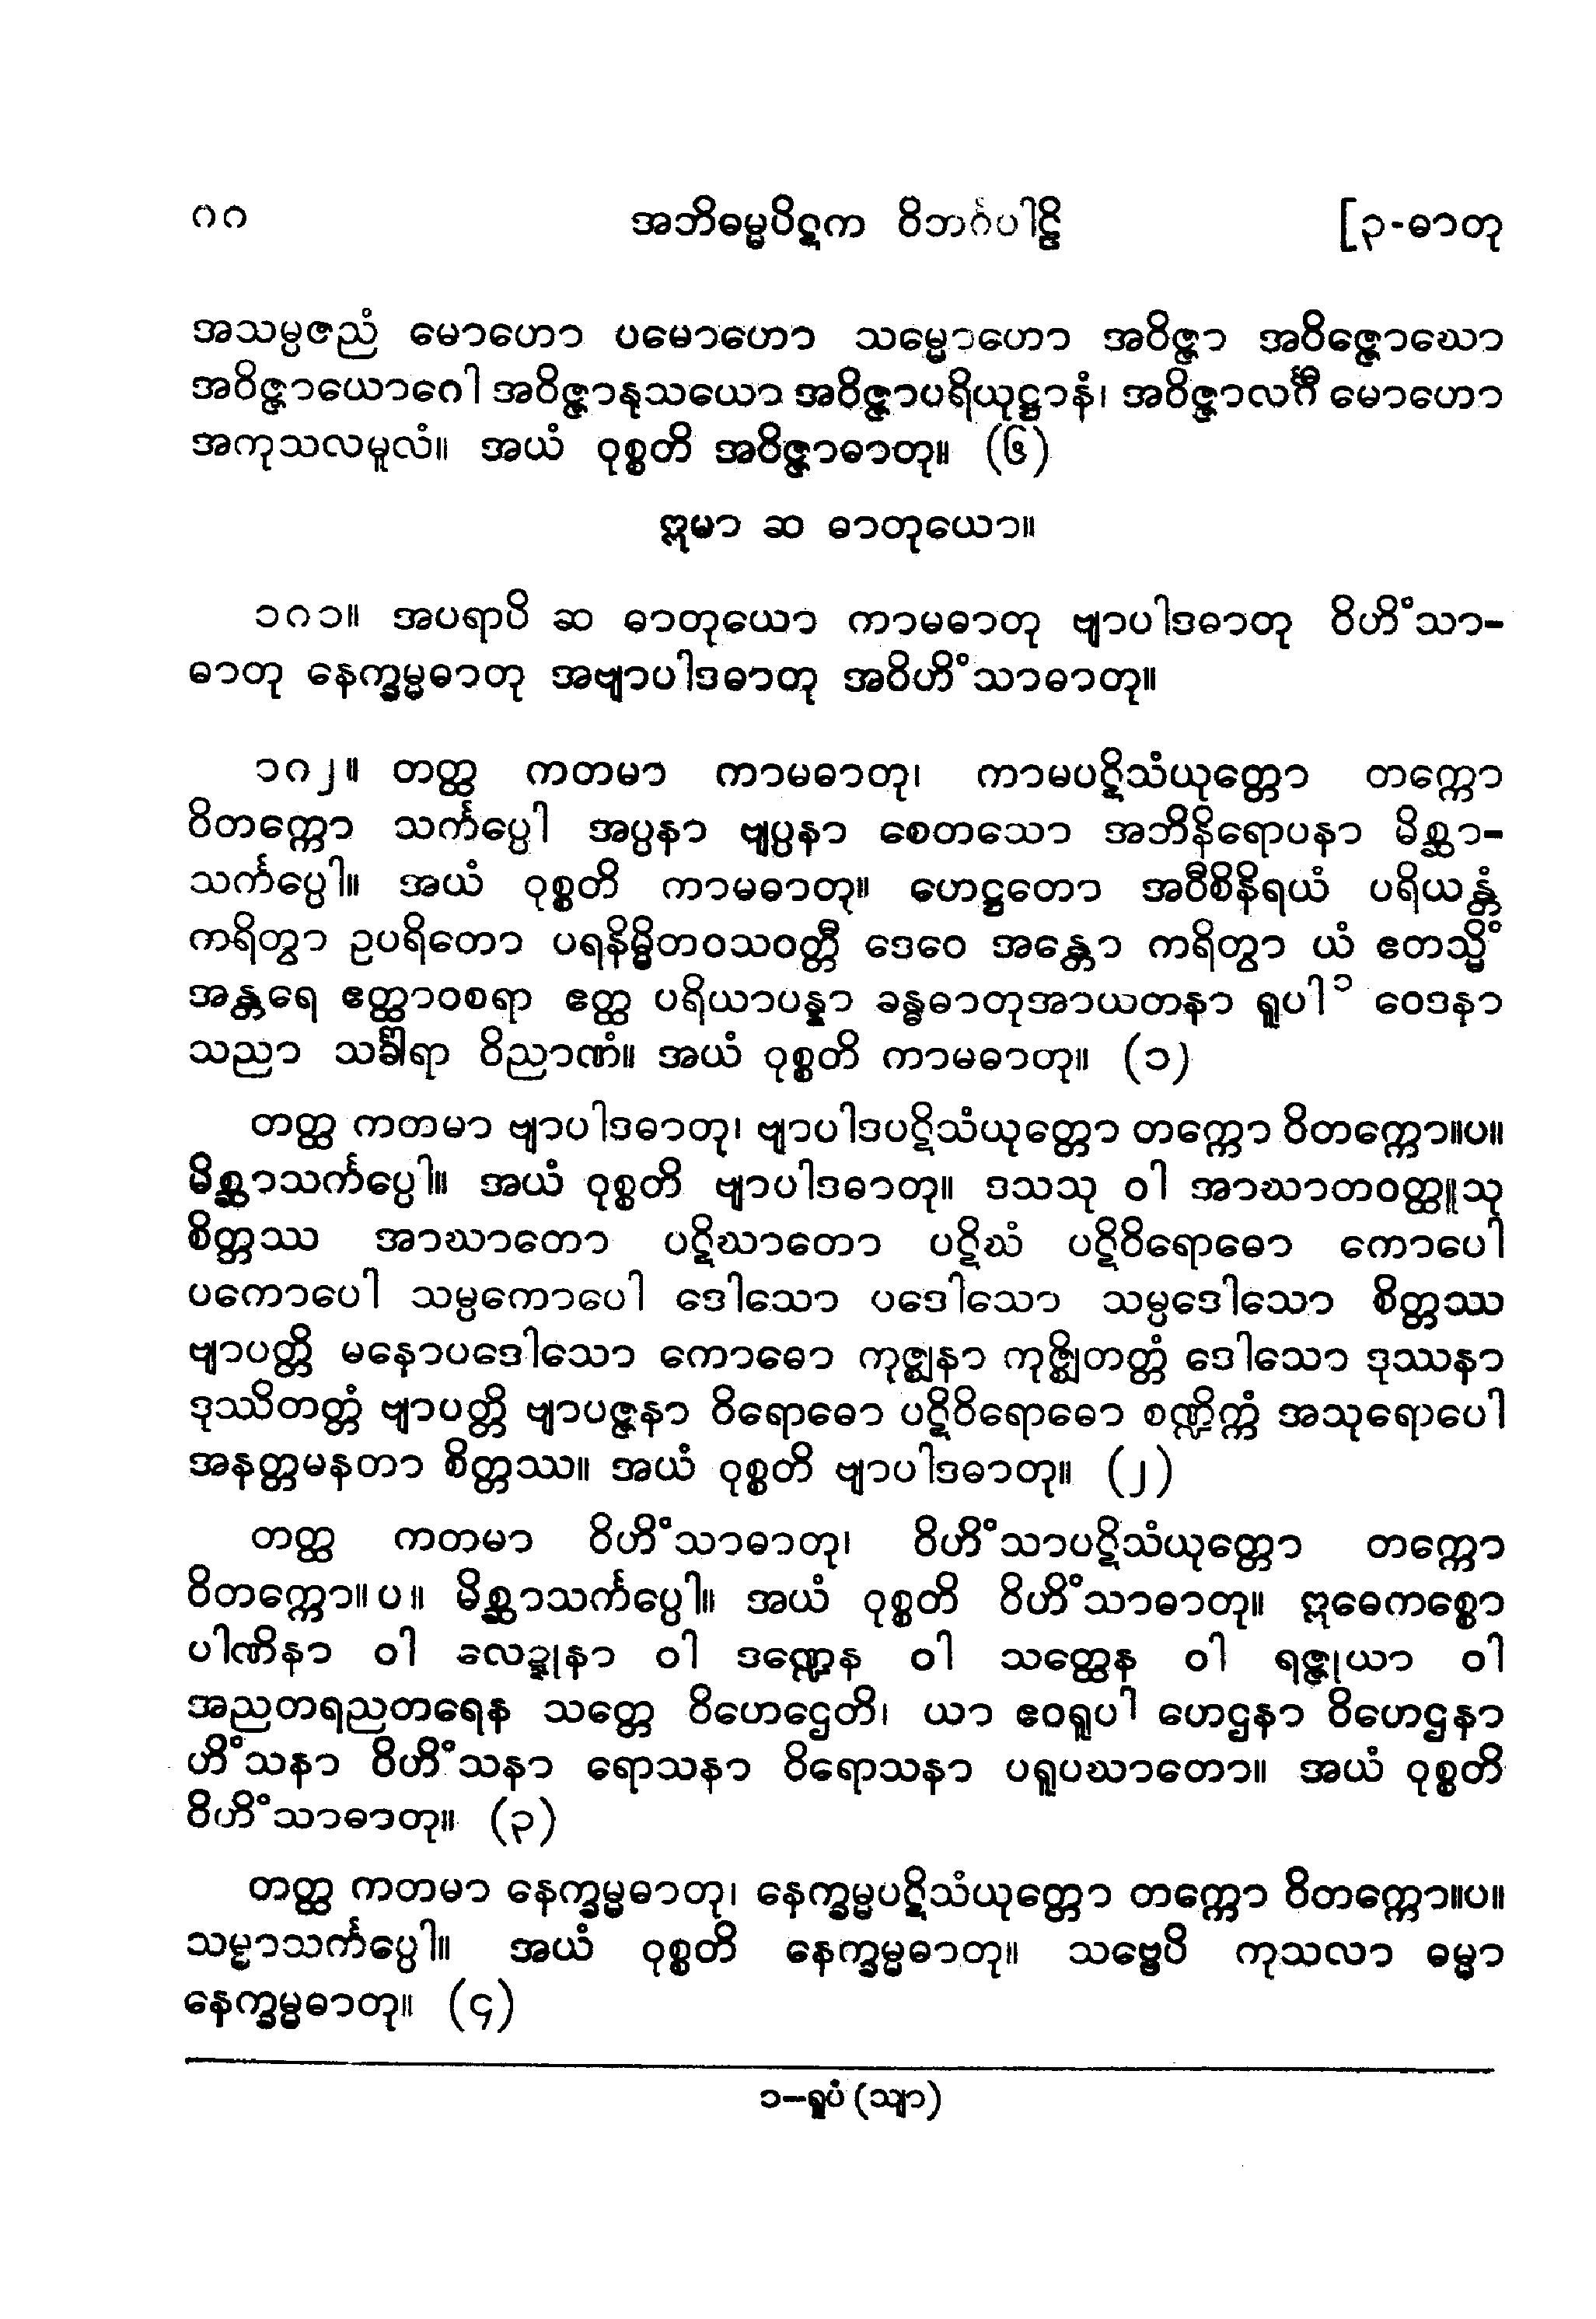 ၈၈ အဘိဓမ္မပိဋက ဝိဘင်္ဂပါဠိ [၃-ဓာတု
အသမ္ပဇညံ မောဟော ပမောဟော သမ္မောဟော အဝိဇ္ဇာ အဝိဇ္ဇောဃော
အဝိဇ္ဇာယောဂေါ အဝိဇ္ဇာနုသယော အဝိဇ္ဇာပရိယုဋ္ဌာနံ၊ အဝိဇ္ဇာလင်္ဂီ မောဟော
အကုသလမူလံ။ အယံ ဝုစ္စတိ အဝိဇ္ဇာဓာတု။ (၆)
ဣမာ ဆ ဓာတုယော။
၁၈၁။ အပရာပိ ဆ ဓာတုယော ကာမဓာတု ဗျာပါဒဓာတု ဝိဟိံသာ-
ဓာတု နေက္ခမ္မဓာတု အဗျာပါဒဓာတု အဝိဟိံသာဓာတု။
၁၈၂။ တတ္ထ ကတမာ ကာမဓာတု၊ ကာမပဋိသံယုတ္တော တက္ကော
ဝိတက္ကော သင်္ကပ္ပေါ အပ္ပနာ ဗျပ္ပနာ စေတသော အဘိနိရောပနာ မိစ္ဆာ-
သင်္ကပ္ပေါ။ အယံ ဝုစ္စတိ ကာမဓာတု။ ဟေဋ္ဌတော အဝီစိနိရယံ ပရိယန္တံ
ကရိတွာ ဥပရိတော ပရနိမ္မိတဝသဝတ္တီ ဒေဝေ အန္တော ကရိတွာ ယံ ဧတသ္မိံ
အန္တရေ ဧတ္ထာဝစရာ ဧတ္ထ ပရိယာပန္နာ ခန္ဓဓာတုအာယတနာ ရူပါ ၁ ဝေဒနာ
သညာ သင်္ခါရာ ဝိညာဏံ။ အယံ ဝုစ္စတိ ကာမဓာတု။ (၁)
တတ္ထ ကတမာ ဗျာပါဒဓာတု၊ ဗျာပါဒပဋိသံယုတ္တော တက္ကော ဝိတက္ကော။ပ။
မိစ္ဆာသင်္ကပ္ပေါ။ အယံ ဝုစ္စတိ ဗျာပါဒဓာတု။ ဒသသု ဝါ အာဃာတဝတ္ထူသု
စိတ္တဿ အာဃာတော ပဋိဃာတော ပဋိဃံ ပဋိဝိရောဓော ကောပေါ
ပကောပေါ သမ္ပကောပေါ ဒေါသော ပဒေါသော သမ္ပဒေါသော စိတ္တဿ
ဗျာပတ္တိ မနောပဒေါသော ကောဓော ကုဇ္ဈနာ ကုဇ္ဈိတတ္တံ ဒေါသော ဒုဿနာ
ဒုဿိတတ္တံ ဗျာပတ္တိ ဗျာပဇ္ဇနာ ဝိရောဓော ပဋိဝိရောဓော စဏ္ဍိက္ကံ အသုရောပေါ
အနတ္တမနတာ စိတ္တဿ။ အယံ ဝုစ္စတိ ဗျာပါဒဓာတု။ (၂)
တတ္ထ ကတမာ ဝိဟိံသာဓာတု၊ ဝိဟိံသာပဋိသံယုတ္တော တက္ကော
ဝိတက္ကော။ပ။ မိစ္ဆာသင်္ကပ္ပေါ။ အယံ ဝုစ္စတိ ဝိဟိံသာဓာတု။ ဣဓေကစ္စော
ပါဏိနာ ဝါ လေဍ္ဍုနာ ဝါ ဒဏ္ဍေန ဝါ သတ္ထေန ဝါ ရဇ္ဇုယာ ဝါ
အညတရညတရေန သတ္တေ ဝိဟေဌေတိ၊ ယာ ဧဝရူပါ ဟေဌနာ ဝိဟေဌနာ
ဟိံသနာ ဝိဟိံသနာ ရောသနာ ဝိရောသနာ ပရူပဃာတော။ အယံ ဝုစ္စတိ
ဝိဟိံသာဓာတု။ (၃)
တတ္ထ ကတမာ နေက္ခမ္မဓာတု၊ နေက္ခမ္မပဋိသံယုတ္တော တက္ကော ဝိတက္ကော။ပ။
သမ္မာသင်္ကပ္ပေါ။ အယံ ဝုစ္စတိ နေက္ခမ္မဓာတု။ သဗ္ဗေပိ ကုသလာ ဓမ္မာ
နေက္ခမ္မဓာတု။ (၄)
၁-ရူပံ (သျာ)